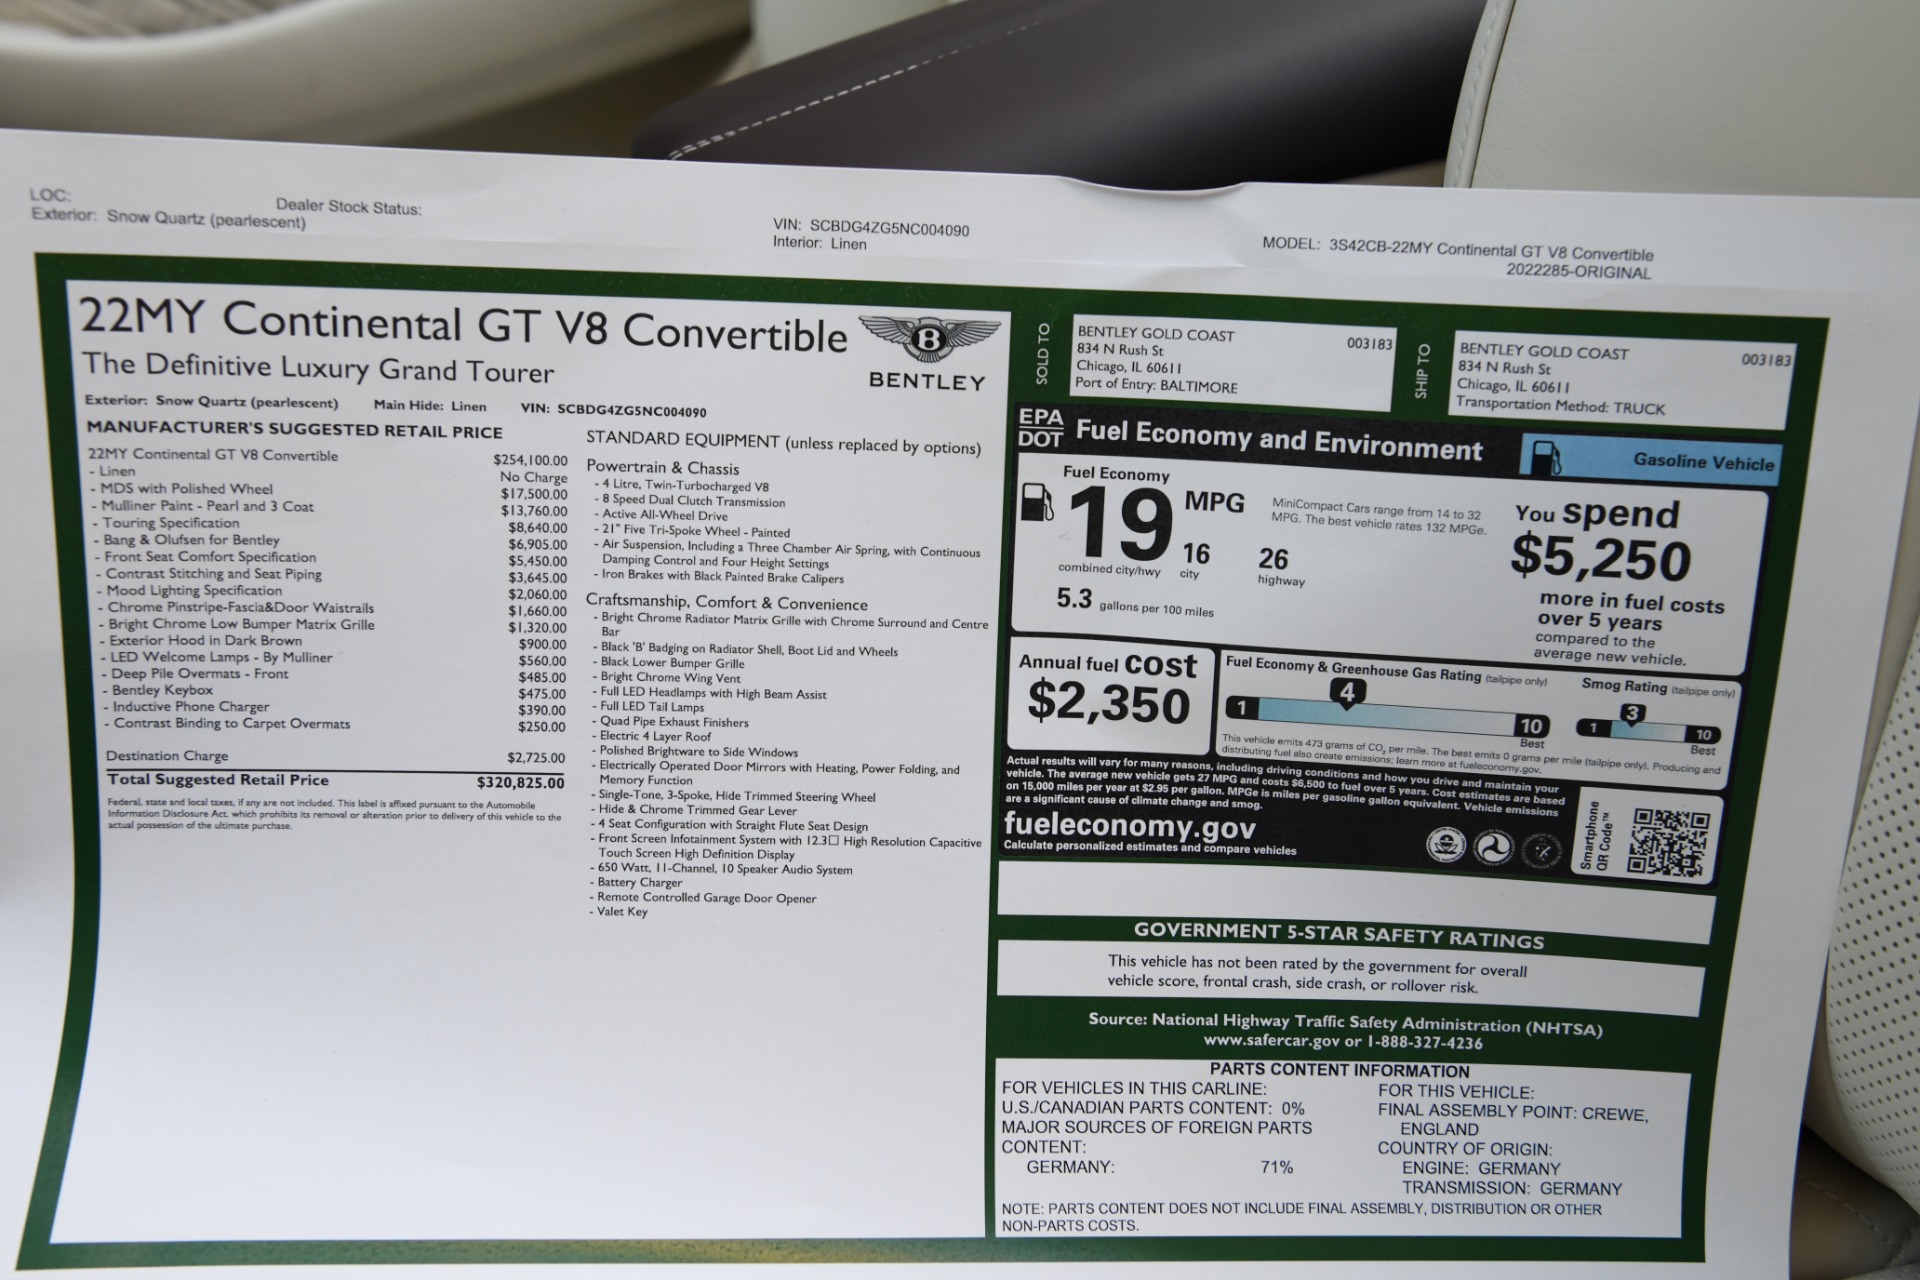 LOC:
Dealer Stock Status:
Exterior: Snow Quartz (pearlescent)
VIN: SCBDG4ZG5NC004090
Interior: Linen
MODEL: 3S42CB-22MY Continental GT V8 Convertible
2022285-ORIGINAL
22MY Continental GT V8 Convertible
The Definitive Luxury Grand Tourer
B
BENTLEY
Exterior: Snow Quartz (pearlescent) Main Hide: Linen VIN: SCBDG4ZG5NC004090
MANUFACTURER'S SUGGESTED RETAIL PRICE
22MY Continental GT V8 Convertible $254,100.00
- Linen No Charge
- MDS with Polished Wheel $17,500.00
- Mulliner Paint - Pearl and 3 Coat $13,760.00
- Touring Specification $8,640.00
- Bang & Olufsen for Bentley $6,905.00
- Front Seat Comfort Specification $5,450.00
- Contrast Stitching and Seat Piping $3,645.00
- Mood Lighting Specification $2,060.00
- Chrome Pinstripe-Fascia&Door Waistrails $1,660.00
- Bright Chrome Low Bumper Matrix Grille $1,320.00
- Exterior Hood in Dark Brown $900.00
- LED Welcome Lamps - By Mulliner $560.00
- Deep Pile Overmats - Front $485.00
- Bentley Keybox $475.00
- Inductive Phone Charger $390.00
- Contrast Binding to Carpet Overmats $250.00
Destination Charge $2,725.00
Total Suggested Retail Price $320,825.00
Federal, state and local taxes, if any are not included. This label is affixed pursuant to the Automobile
Information Disclosure Act, which prohibits its removal or alteration prior to delivery of this vehicle to the
actual possession of the ultimate purchase.
STANDARD EQUIPMENT (unless replaced by options)
Powertrain & Chassis
- 4 Litre, Twin-Turbocharged V8
- 8 Speed Dual Clutch Transmission
- Active All-Wheel Drive
- 21" Five Tri-Spoke Wheel - Painted
- Air Suspension, Including a Three Chamber Air Spring, with Continuous
Damping Control and Four Height Settings
- Iron Brakes with Black Painted Brake Calipers
Craftsmanship, Comfort & Convenience
- Bright Chrome Radiator Matrix Grille with Chrome Surround and Centre
Bar
- Black 'B' Badging on Radiator Shell, Boot Lid and Wheels
- Black Lower Bumper Grille
- Bright Chrome Wing Vent
- Full LED Headlamps with High Beam Assist
- Full LED Tail Lamps
- Quad Pipe Exhaust Finishers
- Electric 4 Layer Roof
- Polished Brightware to Side Windows
- Electrically Operated Door Mirrors with Heating, Power Folding, and
Memory Function
- Single-Tone, 3-Spoke, Hide Trimmed Steering Wheel
- Hide & Chrome Trimmed Gear Lever
- 4 Seat Configuration with Straight Flute Seat Design
- Front Screen Infotainment System with 12.3□ High Resolution Capacitive
Touch Screen High Definition Display
- 650 Watt, 11-Channel, 10 Speaker Audio System
- Battery Charger
- Remote Controlled Garage Door Opener
- Valet Key
SOLD TO
BENTLEY GOLD COAST 003183
834 N Rush St
Chicago, IL 60611
Port of Entry: BALTIMORE
SHIP TO
BENTLEY GOLD COAST 003183
834 N Rush St
Chicago, IL 60611
Transportation Method: TRUCK
EPA
DOT
Fuel Economy and Environment
Gasoline Vehicle
Fuel Economy
19 MPG
combined city/hwy
16
city
26
highway
5.3 gallons per 100 miles
MiniCompact Cars range from 14 to 32
MPG. The best vehicle rates 132 MPGe.
You spend
$5,250
more in fuel costs
over 5 years
compared to the
average new vehicle.
Annual fuel cost
$2,350
Fuel Economy & Greenhouse Gas Rating (tailpipe only)
4
1 10
Best
Smog Rating (tailpipe only)
3
1 10
Best
This vehicle emits 473 grams of CO₂ per mile. The best emits 0 grams per mile (tailpipe only). Producing and
distributing fuel also create emissions; learn more at fueleconomy.gov.
Actual results will vary for many reasons, including driving conditions and how you drive and maintain your
vehicle. The average new vehicle gets 27 MPG and costs $6,500 to fuel over 5 years. Cost estimates are based
on 15,000 miles per year at $2.95 per gallon. MPGe is miles per gasoline gallon equivalent. Vehicle emissions
are a significant cause of climate change and smog.
fueleconomy.gov
Calculate personalized estimates and compare vehicles
Smartphone
QR Code™
GOVERNMENT 5-STAR SAFETY RATINGS
This vehicle has not been rated by the government for overall
vehicle score, frontal crash, side crash, or rollover risk.
Source: National Highway Traffic Safety Administration (NHTSA)
www.safercar.gov or 1-888-327-4236
PARTS CONTENT INFORMATION
FOR VEHICLES IN THIS CARLINE:
U.S./CANADIAN PARTS CONTENT: 0%
MAJOR SOURCES OF FOREIGN PARTS
CONTENT:
GERMANY: 71%
FOR THIS VEHICLE:
FINAL ASSEMBLY POINT: CREWE,
ENGLAND
COUNTRY OF ORIGIN:
ENGINE: GERMANY
TRANSMISSION: GERMANY
NOTE: PARTS CONTENT DOES NOT INCLUDE FINAL ASSEMBLY, DISTRIBUTION OR OTHER
NON-PARTS COSTS.